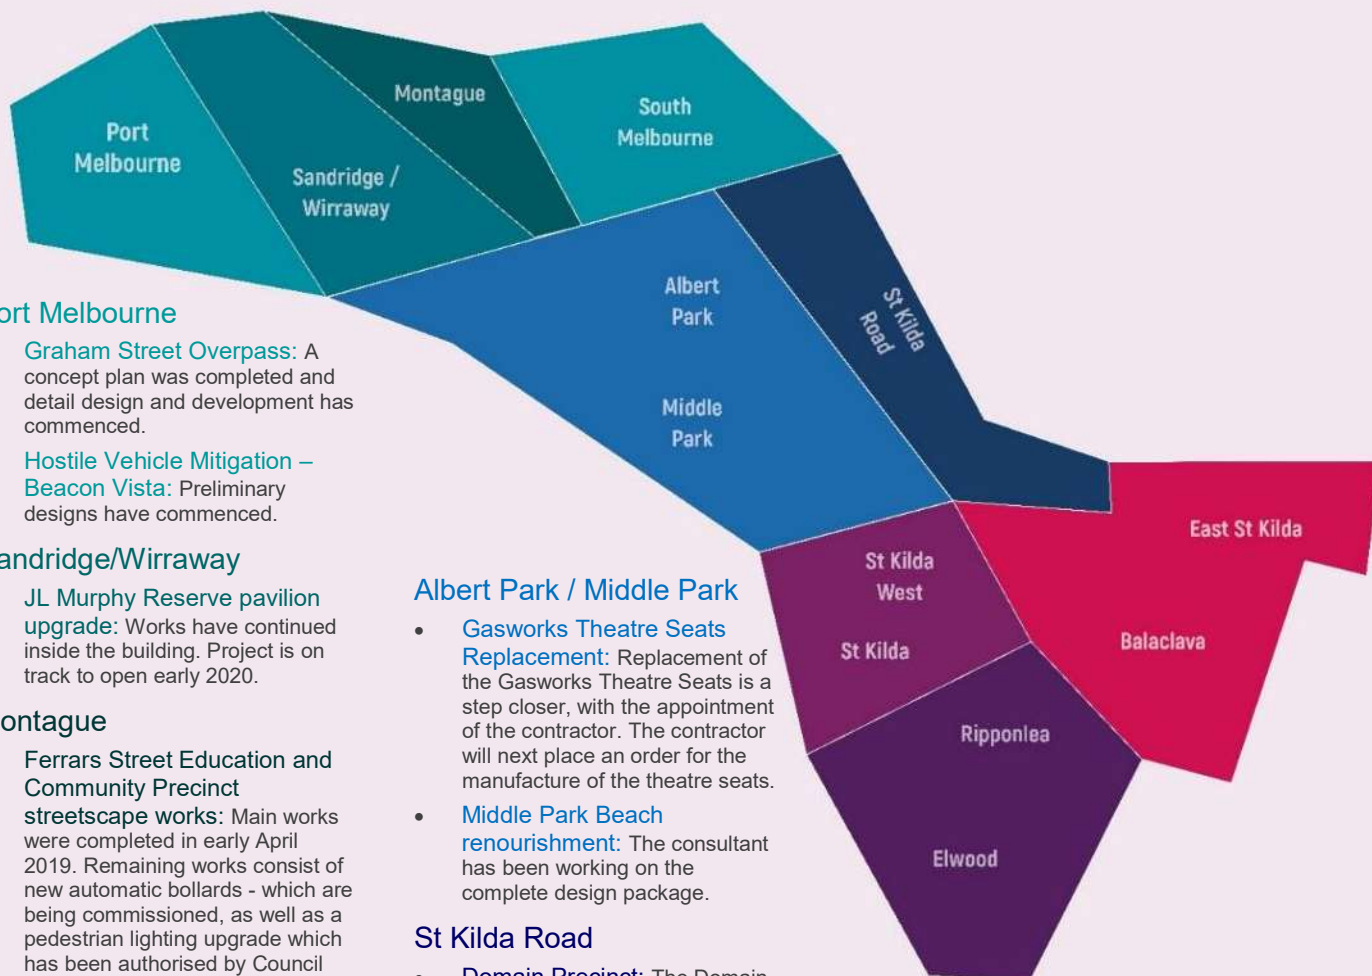 Port
Melbourne
Sandridge /
Wirraway
Montague
South
Melbourne
Albert
Park
Middle
Park
St Kilda
Road
St Kilda
West
St Kilda
East St Kilda
Balaclava
Ripponlea
Elwood
ort Melbourne
Graham Street Overpass: A
concept plan was completed and
detail design and development has
commenced.
Hostile Vehicle Mitigation –
Beacon Vista: Preliminary
designs have commenced.
andridge/Wirraway
JL Murphy Reserve pavilion
upgrade: Works have continued
inside the building. Project is on
track to open early 2020.
ontague
Ferrars Street Education and
Community Precinct
streetscape works: Main works
were completed in early April
2019. Remaining works consist of
new automatic bollards - which are
being commissioned, as well as a
pedestrian lighting upgrade which
has been authorised by Council
Albert Park / Middle Park
• Gasworks Theatre Seats
Replacement: Replacement of
the Gasworks Theatre Seats is a
step closer, with the appointment
of the contractor. The contractor
will next place an order for the
manufacture of the theatre seats.
• Middle Park Beach
renourishment: The consultant
has been working on the
complete design package.
St Kilda Road
• Domain Precinct: The Domain